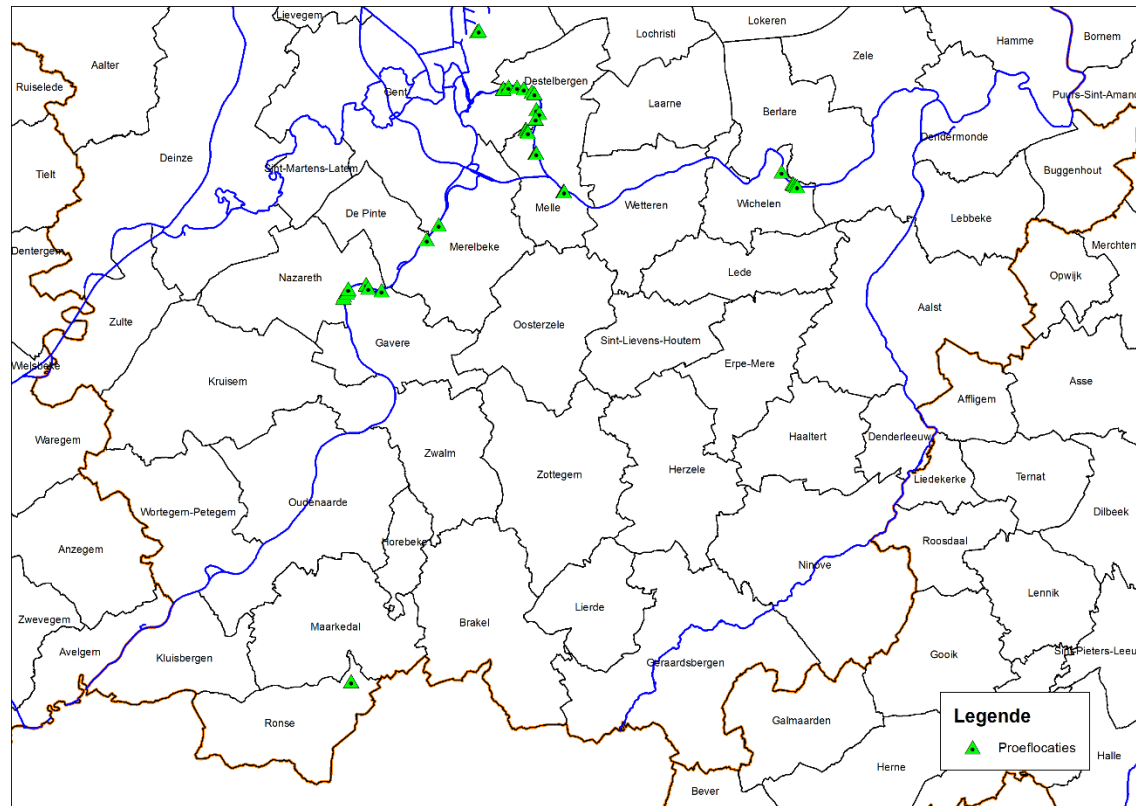 Lievegem
Lokeren
Hamme
Bornem
Aalter
Lochristi
Zele
Ruiselede
Destelbergen
Gent
Puurs-Sint-Amand
Laarne
Berlare
Dendermonde
Deinze
Sint-Martens-Latem
Tielt
Buggenhout
Wichelen
Melle
Wetteren
De Pinte
Lebbeke
Dentergem
Merelbeke
Merchtem
Nazareth
Lede
Opwijk
Aalst
Zulte
Oosterzele
Sint-Lievens-Houtem
Gavere
Wielsbeke
Erpe-Mere
Kruisem
Asse
Affligem
Waregem
Haaltert
Denderleeuw
Zwalm
Zottegem
Herzele
Liedekerke
Ternat
Oudenaarde
Wortegem-Petegem
Dilbeek
Horebeke
Roosdaal
Anzegem
Ninove
Lennik
Lierde
Zwevegem
Maarkedal
Brakel
Avelgem
Kluisbergen
Geraardsbergen
Gooik
Sint-Pieters-Leeu
Ronse
Galmaarden
Legende
Proeflocaties
Halle
Herne
Bever